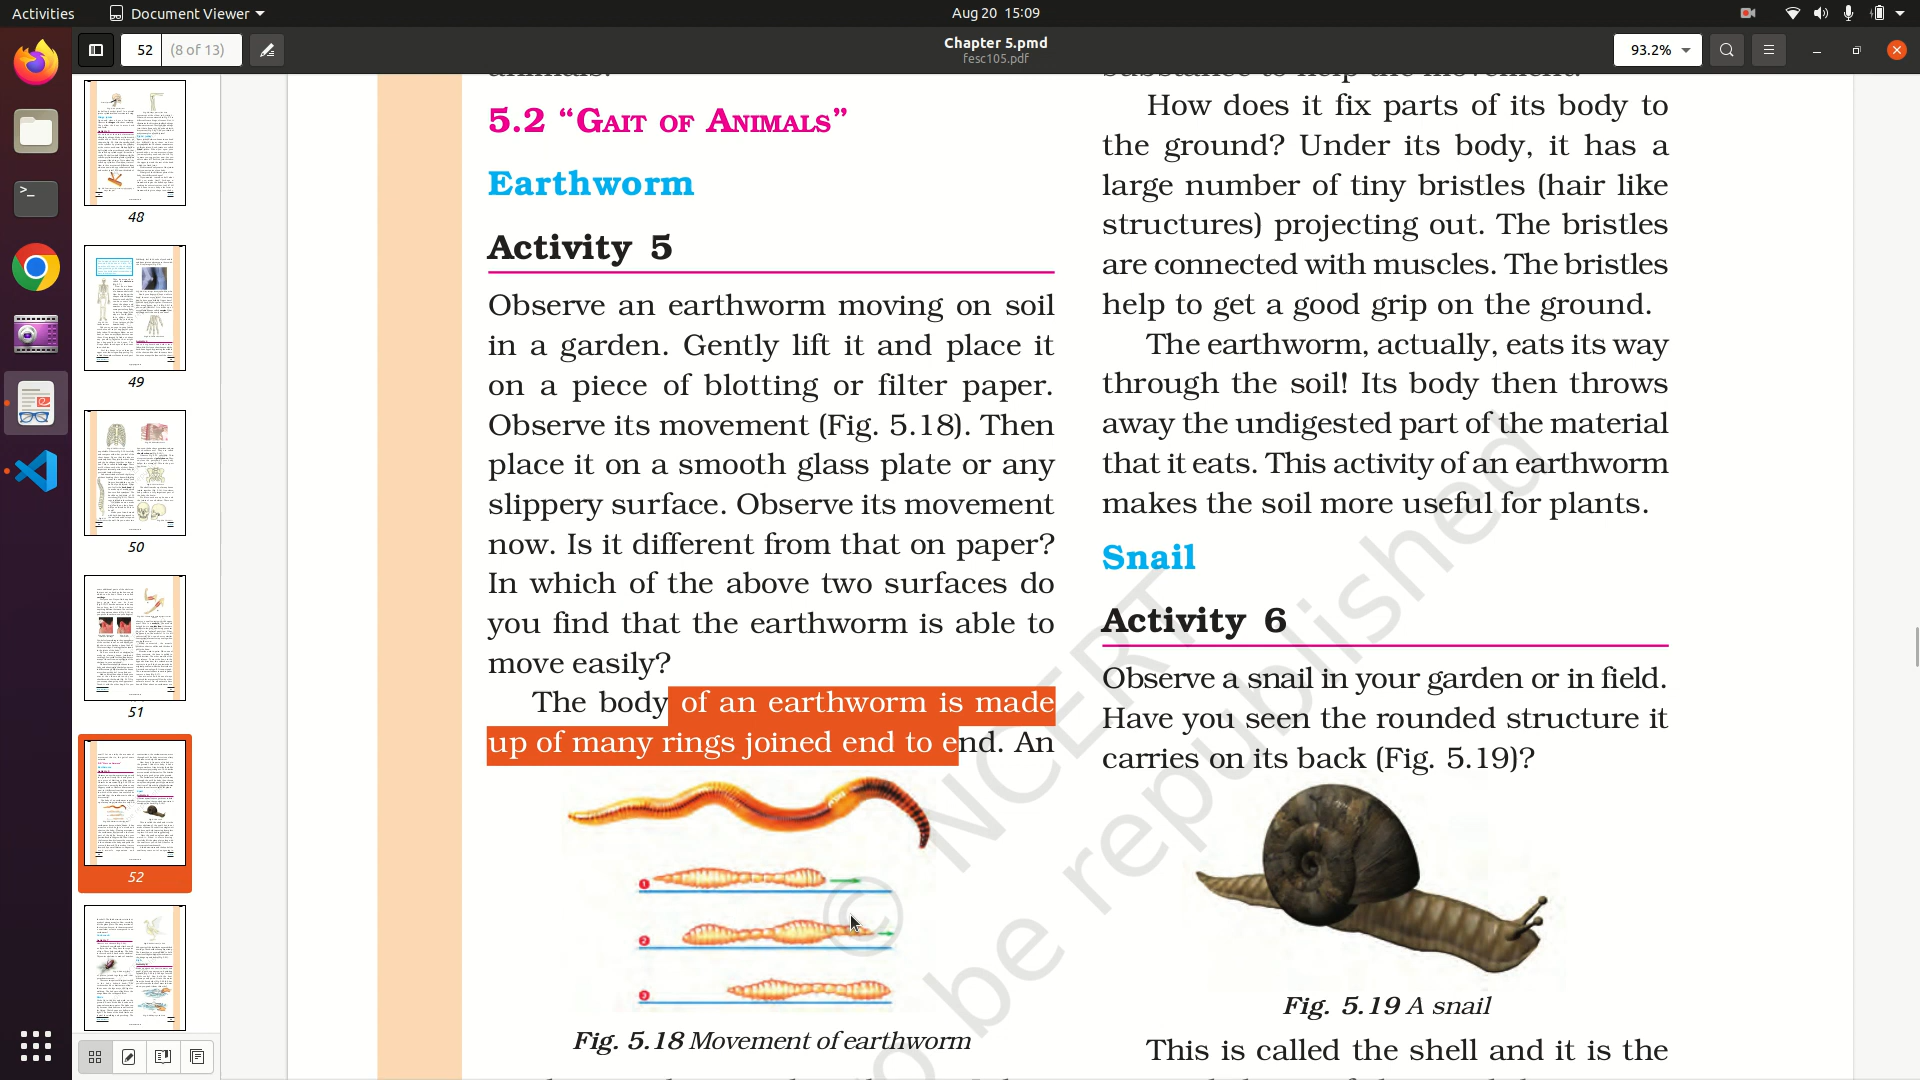 Activities
Document Viewer
Aug 20 15:09
52
(8 of 13)
Chapter 5.pmd
fesc105.pdf
93.2%
48
49
50
51
52
animals.
5.2 “GAIT OF ANIMALS”
Earthworm
Activity 5
Observe an earthworm moving on soil
in a garden. Gently lift it and place it
on a piece of blotting or filter paper.
Observe its movement (Fig. 5.18). Then
place it on a smooth glass plate or any
slippery surface. Observe its movement
now. Is it different from that on paper?
In which of the above two surfaces do
you find that the earthworm is able to
move easily?
The body of an earthworm is made
up of many rings joined end to end. An
1
2
3
Fig. 5.18 Movement of earthworm
substance to help the movement.
How does it fix parts of its body to
the ground? Under its body, it has a
large number of tiny bristles (hair like
structures) projecting out. The bristles
are connected with muscles. The bristles
help to get a good grip on the ground.
The earthworm, actually, eats its way
through the soil! Its body then throws
away the undigested part of the material
that it eats. This activity of an earthworm
makes the soil more useful for plants.
Snail
Activity 6
Observe a snail in your garden or in field.
Have you seen the rounded structure it
carries on its back (Fig. 5.19)?
Fig. 5.19 A snail
This is called the shell and it is the
© NCERT
o be republished